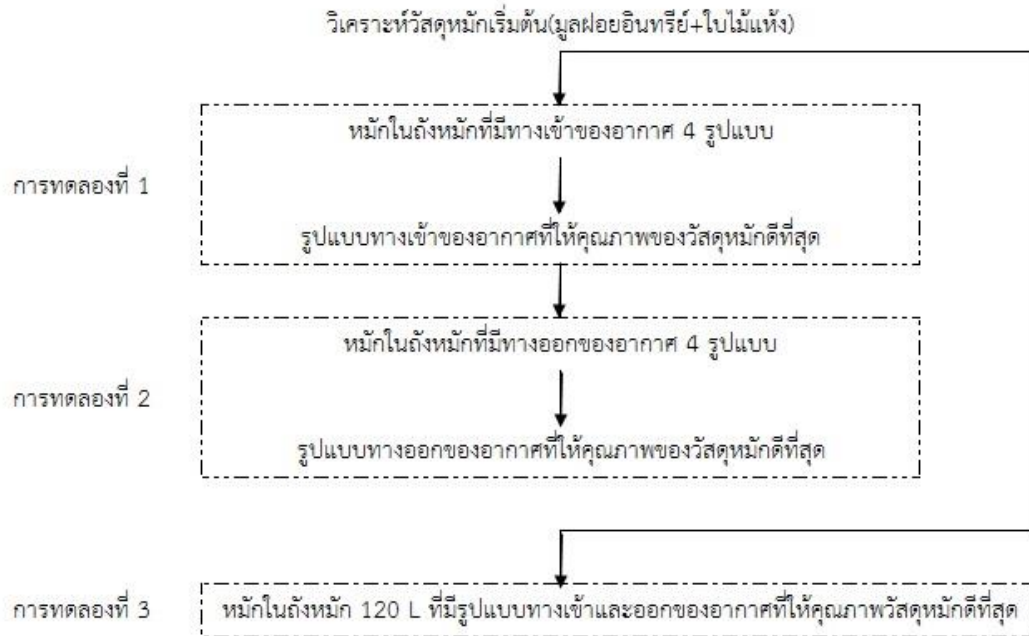 วิเคราะห์วัสดุหมักเริ่มต้น(มูลฝอยอินทรีย์+ใบไม้แห้ง)
หมักในถังหมักที่มีทางเข้าของอากาศ 4 รูปแบบ
การทดลองที่ 1
รูปแบบทางเข้าของอากาศที่ให้คุณภาพของวัสดุหมักดีที่สุด
หมักในถังหมักที่มีทางออกของอากาศ 4 รูปแบบ
การทดลองที่ 2
รูปแบบทางออกของอากาศที่ให้คุณภาพของวัสดุหมักดีที่สุด
การทดลองที่ 3
หมักในถังหมัก 120 L ที่มีรูปแบบทางเข้าและออกของอากาศที่ให้คุณภาพวัสดุหมักดีที่สุด